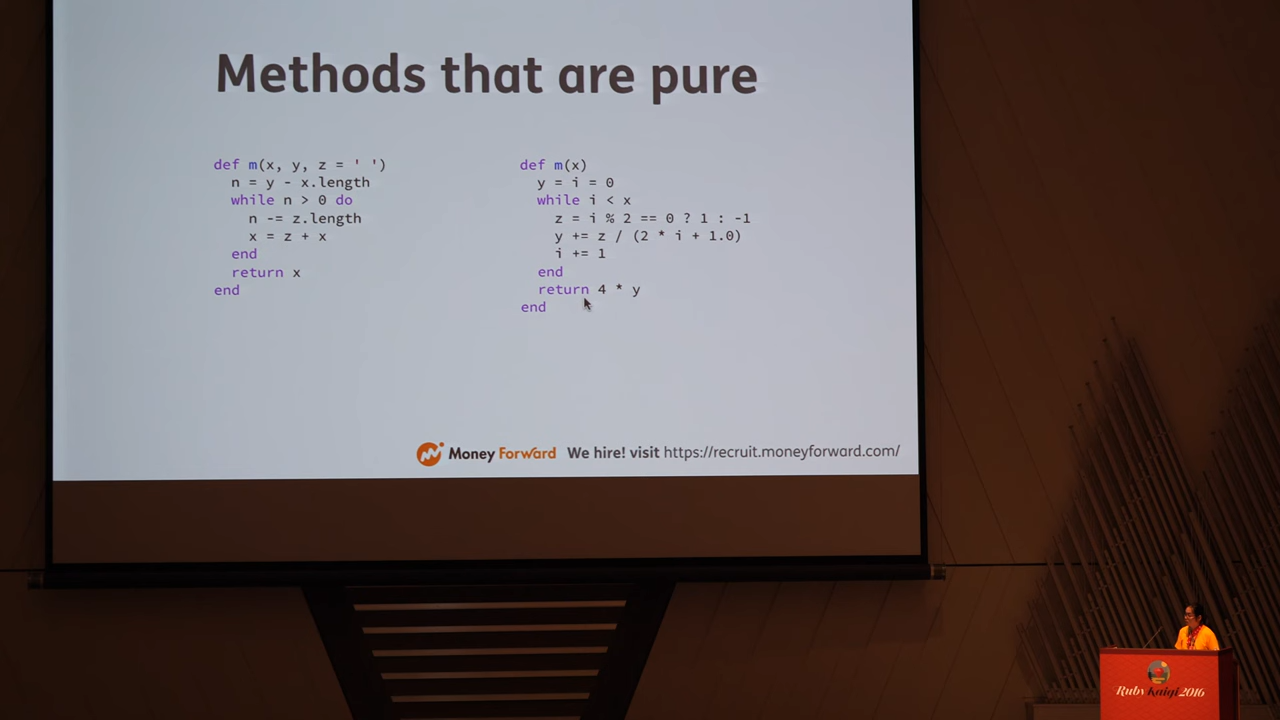 Methods that are pure
def m(x, y, z = ' ')
  n = y - x.length
  while n > 0 do
    n -= z.length
    x = z + x
  end
  return x
end
def m(x)
  y = i = 0
  while i < x
    z = i % 2 == 0 ? 1 : -1
    y += z / (2 * i + 1.0)
    i += 1
  end
  return 4 * y
end
Money Forward We hire! visit https://recruit.moneyforward.com/
Ruby Kaigi 2016